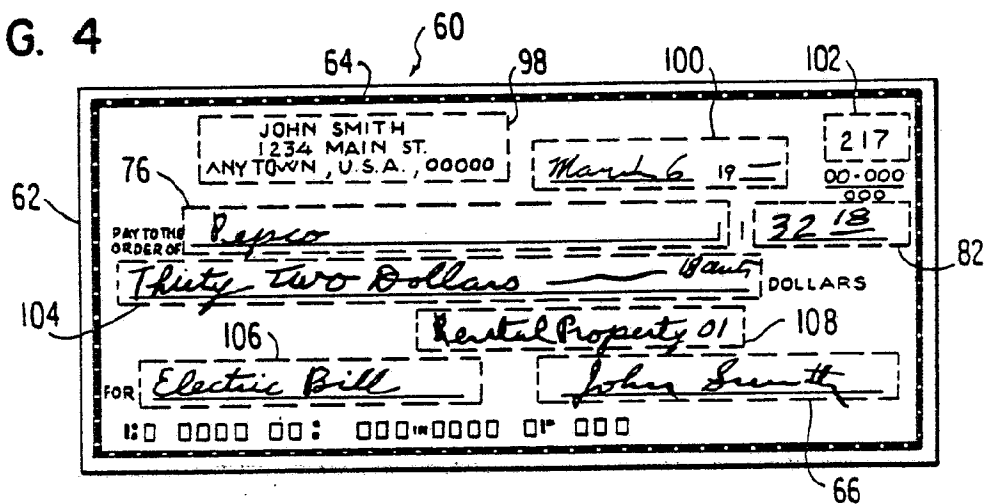 G. 4
60
64
98
100
102
JOHN SMITH
1234 MAIN ST.
ANYTOWN, U.S.A., 00000
March 6 19
217
00-000
000
76
62
PAY TO THE
ORDER OF Pepco 32 18
82
Thirty Two Dollars 18 cents DOLLARS
104
Rental Property 01
108
106
FOR Electric Bill John Smith
66